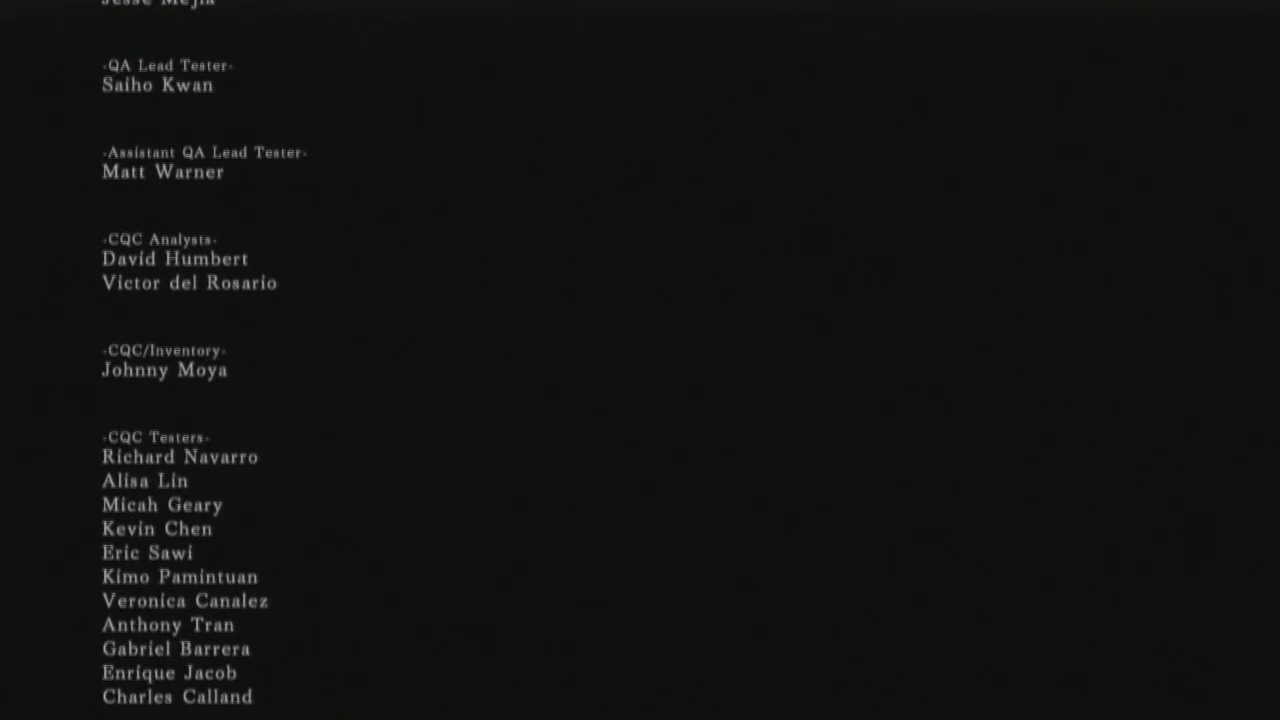 Jesse Mejia
-QA Lead Tester-
Saiho Kwan
-Assistant QA Lead Tester-
Matt Warner
-CQC Analysts-
David Humbert
Victor del Rosario
-CQC/Inventory-
Johnny Moya
-CQC Testers-
Richard Navarro
Alisa Lin
Micah Geary
Kevin Chen
Eric Sawi
Kimo Pamintuan
Veronica Canalez
Anthony Tran
Gabriel Barrera
Enrique Jacob
Charles Calland